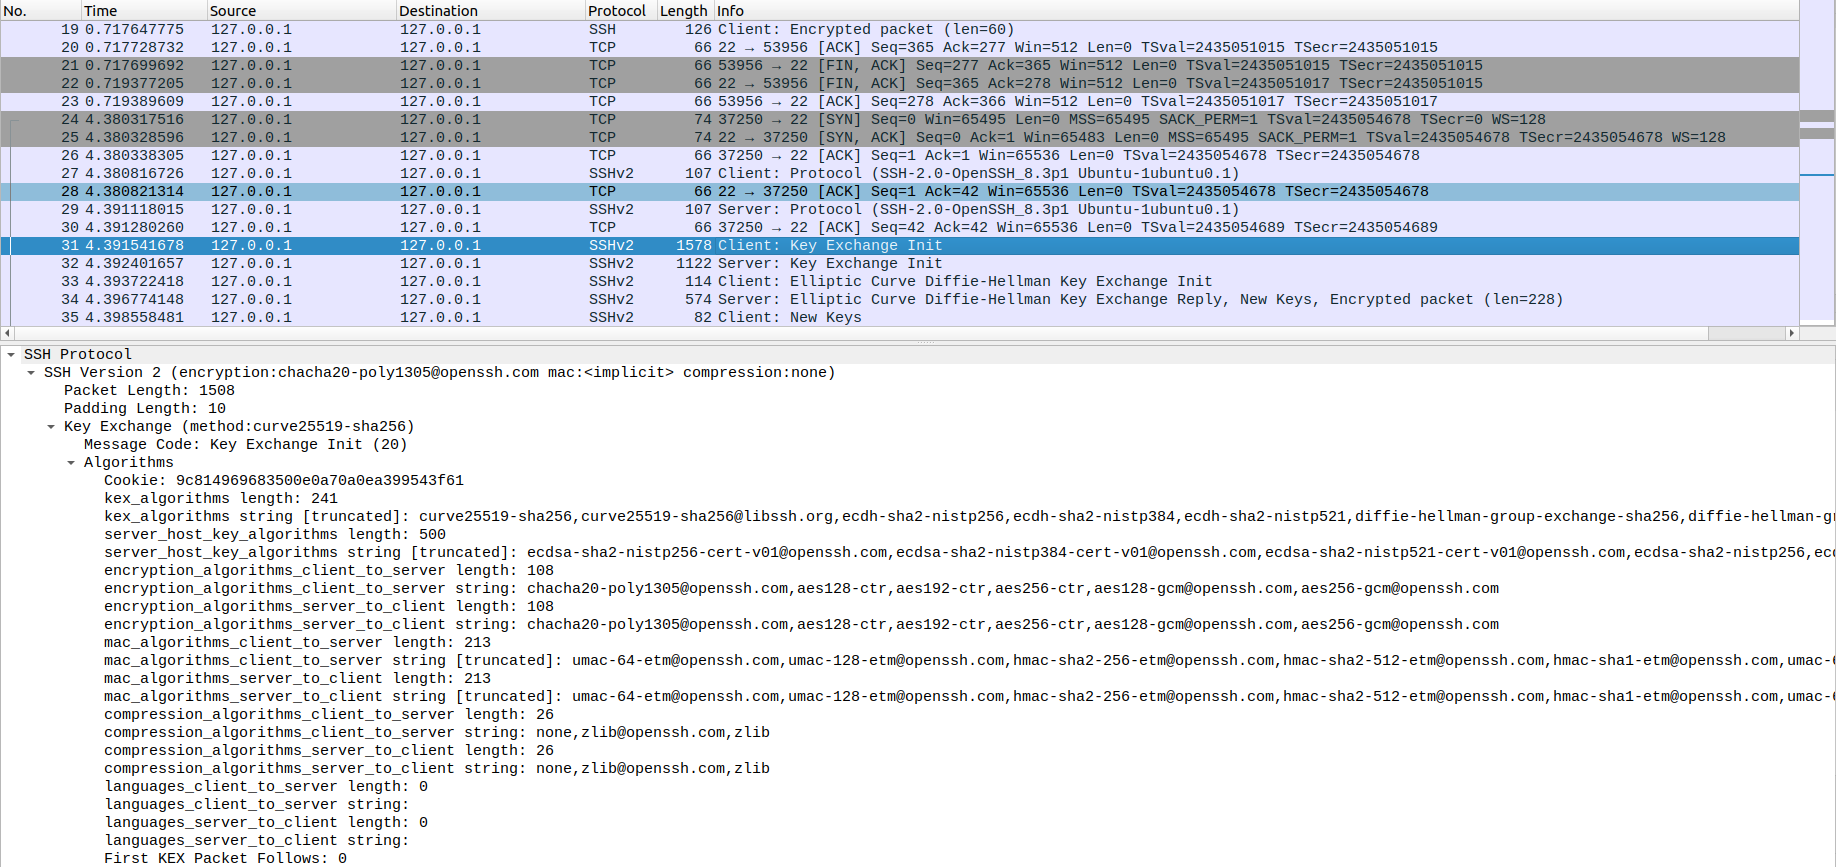 No. Time Source Destination Protocol Length Info
19 0.717647775 127.0.0.1 127.0.0.1 SSH 126 Client: Encrypted packet (len=60)
20 0.717728732 127.0.0.1 127.0.0.1 TCP 66 22 → 53956 [ACK] Seq=365 Ack=277 Win=512 Len=0 TSval=2435051015 TSecr=2435051015
21 0.717699692 127.0.0.1 127.0.0.1 TCP 66 53956 → 22 [FIN, ACK] Seq=277 Ack=365 Win=512 Len=0 TSval=2435051015 TSecr=2435051015
22 0.719377205 127.0.0.1 127.0.0.1 TCP 66 22 → 53956 [FIN, ACK] Seq=365 Ack=278 Win=512 Len=0 TSval=2435051017 TSecr=2435051015
23 0.719389609 127.0.0.1 127.0.0.1 TCP 66 53956 → 22 [ACK] Seq=278 Ack=366 Win=512 Len=0 TSval=2435051017 TSecr=2435051017
24 4.380317516 127.0.0.1 127.0.0.1 TCP 74 37250 → 22 [SYN] Seq=0 Win=65495 Len=0 MSS=65495 SACK_PERM=1 TSval=2435054678 TSecr=0 WS=128
25 4.380328596 127.0.0.1 127.0.0.1 TCP 74 22 → 37250 [SYN, ACK] Seq=0 Ack=1 Win=65483 Len=0 MSS=65495 SACK_PERM=1 TSval=2435054678 TSecr=2435054678 WS=128
26 4.380338305 127.0.0.1 127.0.0.1 TCP 66 37250 → 22 [ACK] Seq=1 Ack=1 Win=65536 Len=0 TSval=2435054678 TSecr=2435054678
27 4.380816726 127.0.0.1 127.0.0.1 SSHv2 107 Client: Protocol (SSH-2.0-OpenSSH_8.3p1 Ubuntu-1ubuntu0.1)
28 4.380821314 127.0.0.1 127.0.0.1 TCP 66 22 → 37250 [ACK] Seq=1 Ack=42 Win=65536 Len=0 TSval=2435054678 TSecr=2435054678
29 4.391118015 127.0.0.1 127.0.0.1 SSHv2 107 Server: Protocol (SSH-2.0-OpenSSH_8.3p1 Ubuntu-1ubuntu0.1)
30 4.391280260 127.0.0.1 127.0.0.1 TCP 66 37250 → 22 [ACK] Seq=42 Ack=42 Win=65536 Len=0 TSval=2435054689 TSecr=2435054689
31 4.391541678 127.0.0.1 127.0.0.1 SSHv2 1578 Client: Key Exchange Init
32 4.392401657 127.0.0.1 127.0.0.1 SSHv2 1122 Server: Key Exchange Init
33 4.393722418 127.0.0.1 127.0.0.1 SSHv2 114 Client: Elliptic Curve Diffie-Hellman Key Exchange Init
34 4.396774148 127.0.0.1 127.0.0.1 SSHv2 574 Server: Elliptic Curve Diffie-Hellman Key Exchange Reply, New Keys, Encrypted packet (len=228)
35 4.398558481 127.0.0.1 127.0.0.1 SSHv2 82 Client: New Keys
SSH Protocol
SSH Version 2 (encryption:chacha20-poly1305@openssh.com mac:<implicit> compression:none)
Packet Length: 1508
Padding Length: 10
Key Exchange (method:curve25519-sha256)
Message Code: Key Exchange Init (20)
Algorithms
Cookie: 9c814969683500e0a70a0ea399543f61
kex_algorithms length: 241
kex_algorithms string [truncated]: curve25519-sha256,curve25519-sha256@libssh.org,ecdh-sha2-nistp256,ecdh-sha2-nistp384,ecdh-sha2-nistp521,diffie-hellman-group-exchange-sha256,diffie-hellman-gr
server_host_key_algorithms length: 500
server_host_key_algorithms string [truncated]: ecdsa-sha2-nistp256-cert-v01@openssh.com,ecdsa-sha2-nistp384-cert-v01@openssh.com,ecdsa-sha2-nistp521-cert-v01@openssh.com,ecdsa-sha2-nistp256,ecd
encryption_algorithms_client_to_server length: 108
encryption_algorithms_client_to_server string: chacha20-poly1305@openssh.com,aes128-ctr,aes192-ctr,aes256-ctr,aes128-gcm@openssh.com,aes256-gcm@openssh.com
encryption_algorithms_server_to_client length: 108
encryption_algorithms_server_to_client string: chacha20-poly1305@openssh.com,aes128-ctr,aes192-ctr,aes256-ctr,aes128-gcm@openssh.com,aes256-gcm@openssh.com
mac_algorithms_client_to_server length: 213
mac_algorithms_client_to_server string [truncated]: umac-64-etm@openssh.com,umac-128-etm@openssh.com,hmac-sha2-256-etm@openssh.com,hmac-sha2-512-etm@openssh.com,hmac-sha1-etm@openssh.com,umac-6
mac_algorithms_server_to_client length: 213
mac_algorithms_server_to_client string [truncated]: umac-64-etm@openssh.com,umac-128-etm@openssh.com,hmac-sha2-256-etm@openssh.com,hmac-sha2-512-etm@openssh.com,hmac-sha1-etm@openssh.com,umac-6
compression_algorithms_client_to_server length: 26
compression_algorithms_client_to_server string: none,zlib@openssh.com,zlib
compression_algorithms_server_to_client length: 26
compression_algorithms_server_to_client string: none,zlib@openssh.com,zlib
languages_client_to_server length: 0
languages_client_to_server string:
languages_server_to_client length: 0
languages_server_to_client string:
First KEX Packet Follows: 0